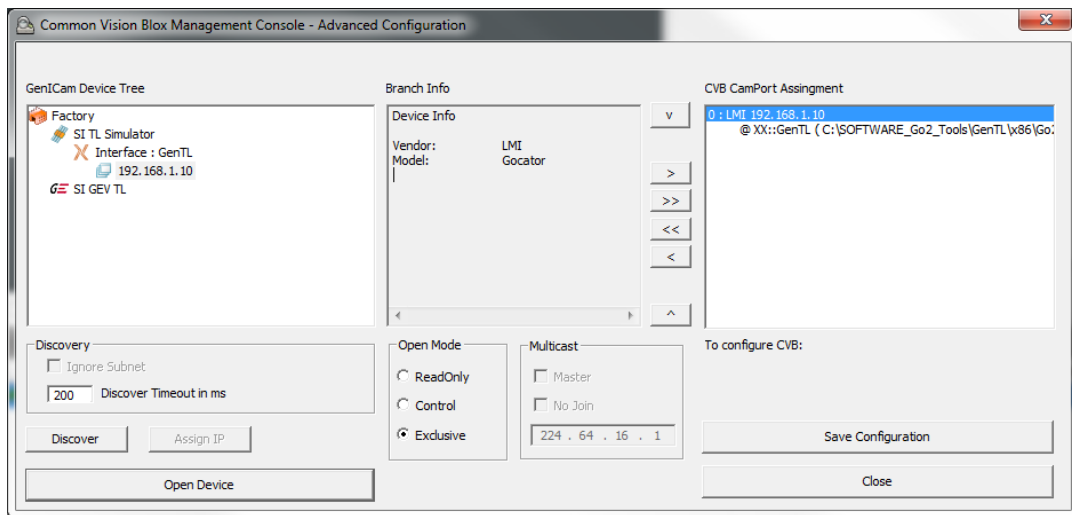 Common Vision Blox Management Console - Advanced Configuration
X
GenICam Device Tree
Factory
SI TL Simulator
Interface : GenTL
192.168.1.10
GE SI GEV TL
Branch Info
Device Info
Vendor: LMI
Model: Gocator
v
>
>>
<<
<
^
CVB CamPort Assingment
0 : LMI 192.168.1.10
@ XX::GenTL ( C:\SOFTWARE_Go2_Tools\GenTL\x86\Go2
Discovery
Ignore Subnet
200 Discover Timeout in ms
Discover
Assign IP
Open Device
Open Mode
ReadOnly
Control
Exclusive
Multicast
Master
No Join
224 . 64 . 16 . 1
To configure CVB:
Save Configuration
Close